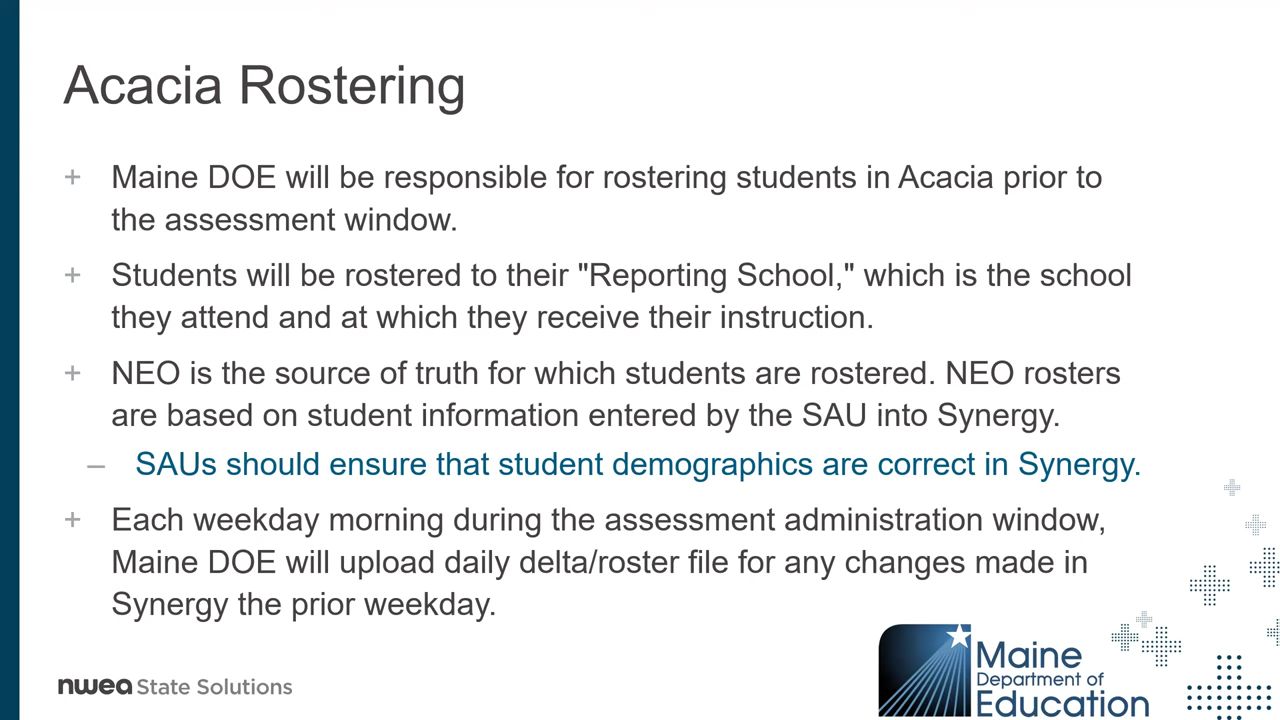 Acacia Rostering
+ Maine DOE will be responsible for rostering students in Acacia prior to
the assessment window.
+ Students will be rostered to their "Reporting School," which is the school
they attend and at which they receive their instruction.
+ NEO is the source of truth for which students are rostered. NEO rosters
are based on student information entered by the SAU into Synergy.
– SAUs should ensure that student demographics are correct in Synergy.
+ Each weekday morning during the assessment administration window,
Maine DOE will upload daily delta/roster file for any changes made in
Synergy the prior weekday.
nwea State Solutions
Maine
Department of
Education